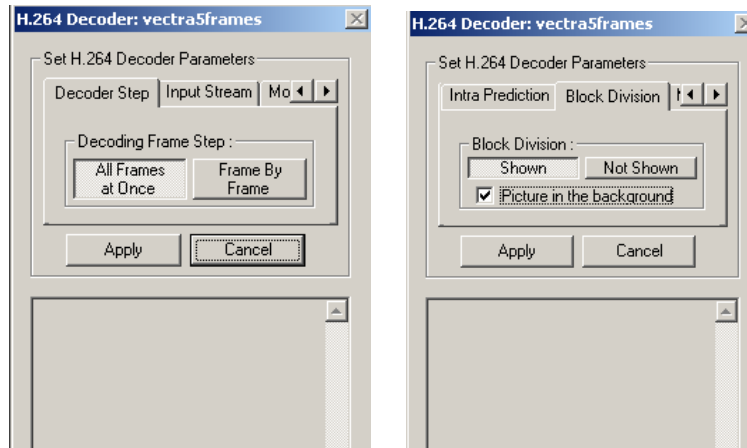 H.264 Decoder: vectra5frames
Set H.264 Decoder Parameters
Decoder Step Input Stream Mo
Decoding Frame Step :
All Frames
at Once
Frame By
Frame
Apply Cancel
H.264 Decoder: vectra5frames
Set H.264 Decoder Parameters
Intra Prediction Block Division
Block Division :
Shown Not Shown
Picture in the background
Apply Cancel